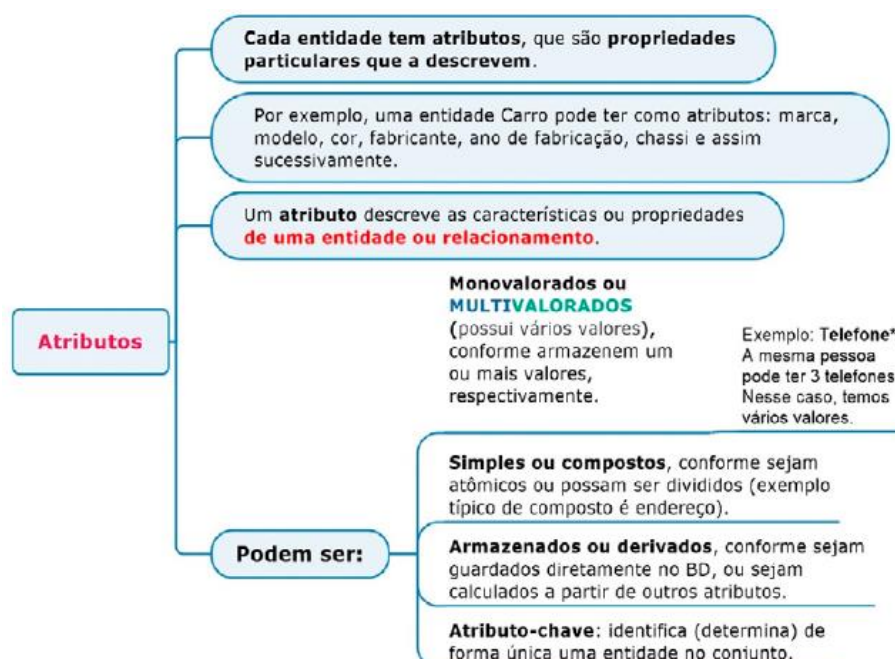 Cada entidade tem atributos, que são propriedades
particulares que a descrevem.
Por exemplo, uma entidade Carro pode ter como atributos: marca,
modelo, cor, fabricante, ano de fabricação, chassi e assim
sucessivamente.
Um atributo descreve as características ou propriedades
de uma entidade ou relacionamento.
Atributos
Monovalorados ou
MULTIVALORADOS
(possui vários valores),
conforme armazenem um
ou mais valores,
respectivamente.
Exemplo: Telefone*
A mesma pessoa
pode ter 3 telefones
Nesse caso, temos
vários valores.
Podem ser:
Simples ou compostos, conforme sejam
atômicos ou possam ser divididos (exemplo
típico de composto é endereço).
Armazenados ou derivados, conforme sejam
guardados diretamente no BD, ou sejam
calculados a partir de outros atributos.
Atributo-chave: identifica (determina) de
forma única uma entidade no conjunto.